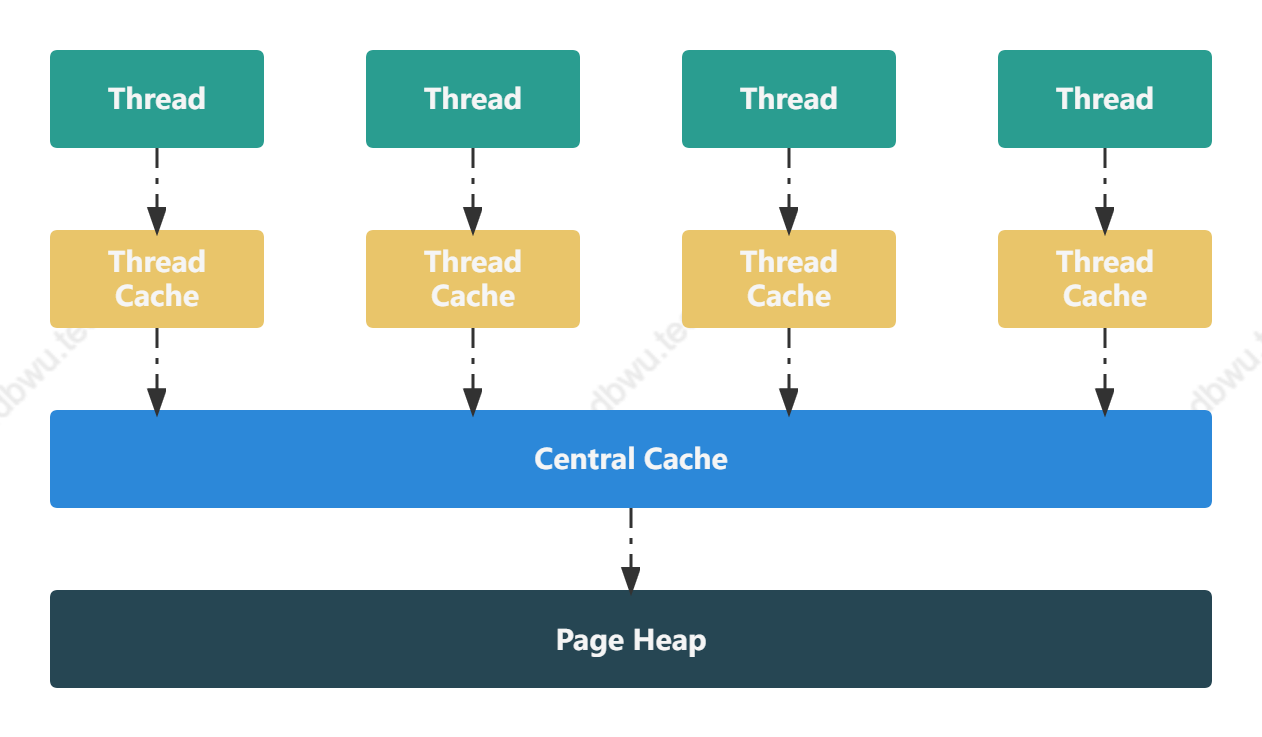 Thread
Thread
Thread
Thread
Thread
Cache
Thread
Cache
Thread
Cache
Thread
Cache
dbwu.te
dbwu.te
dbwu.t
Central Cache
Page Heap